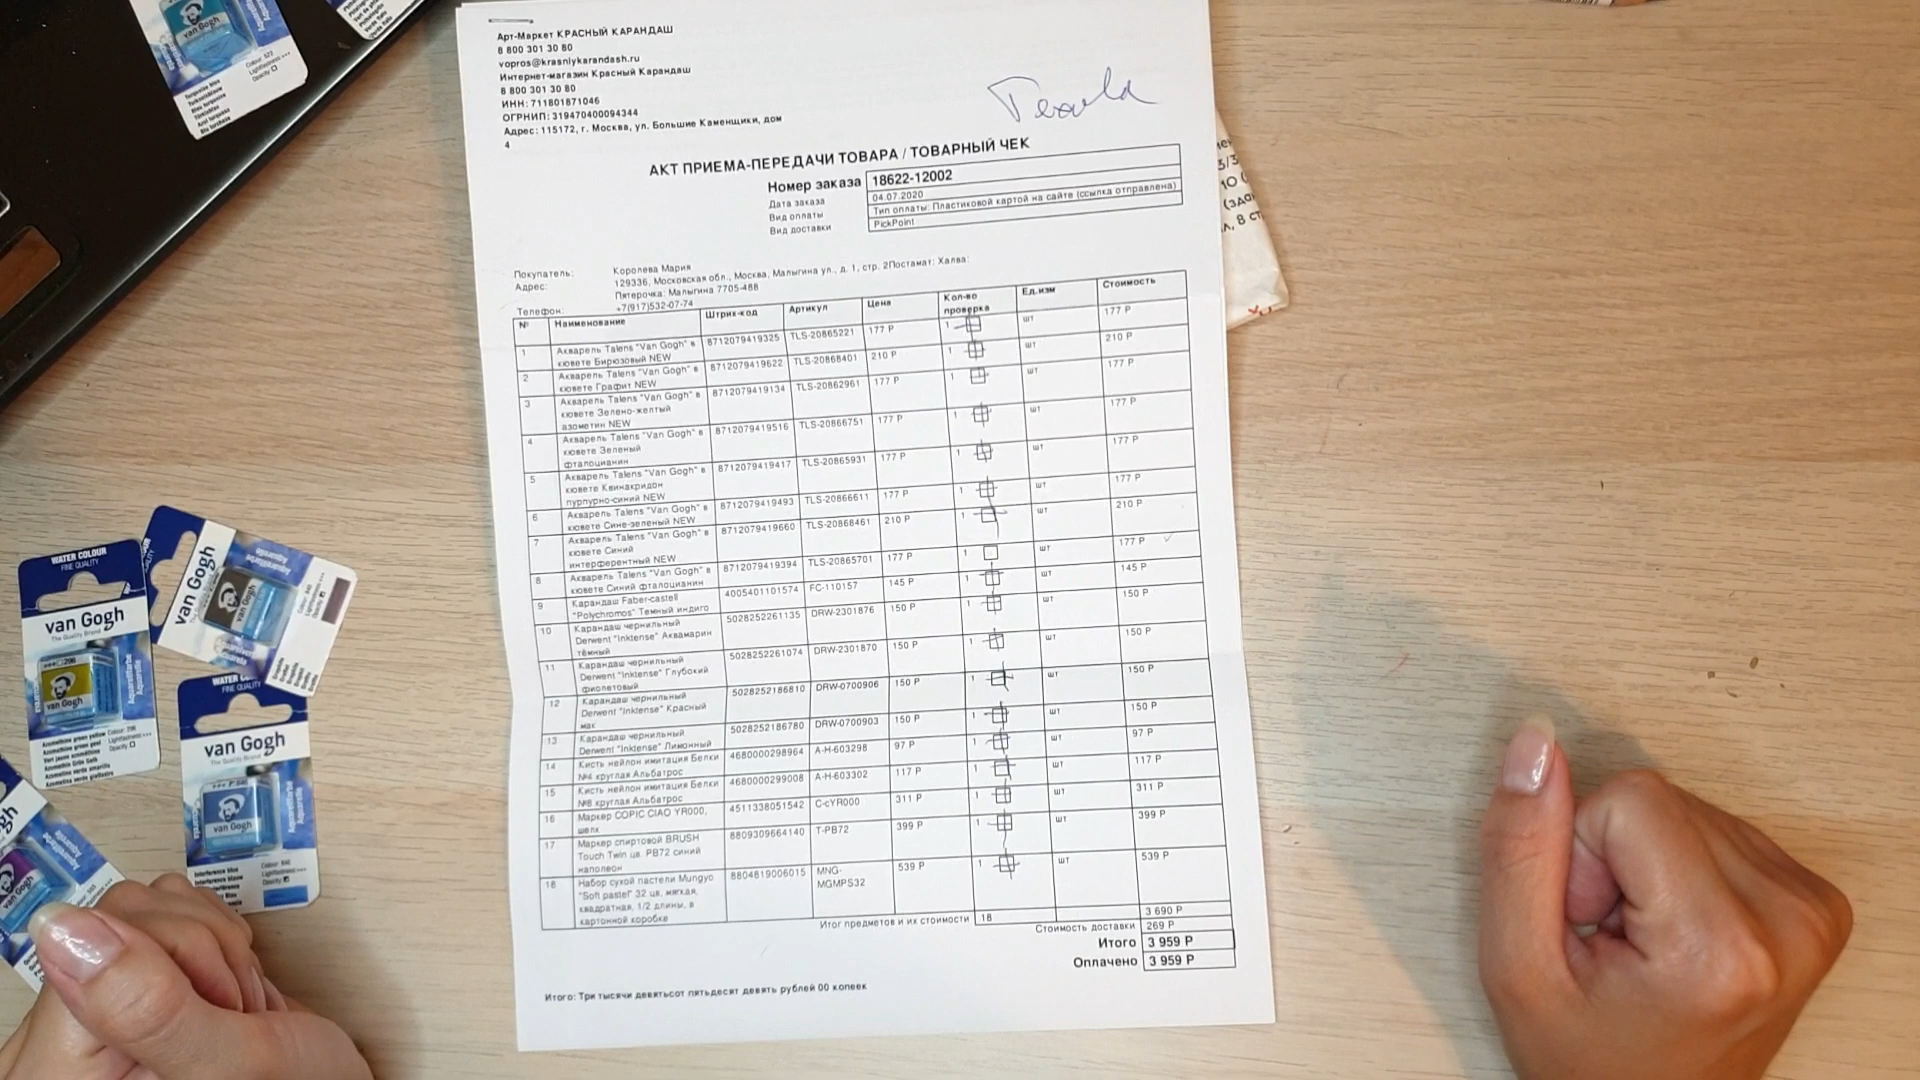 Арт-Маркет КРАСНЫЙ КАРАНДАШ
8 800 301 30 80
vopros@krasniykarandash.ru
Интернет-магазин Красный Карандаш
8 800 301 30 80
ИНН: 711801871046
ОГРНИП: 319470400094344
Адрес: 115172, г. Москва, ул. Большие Каменщики, дом
4
АКТ ПРИЕМА-ПЕРЕДАЧИ ТОВАРА / ТОВАРНЫЙ ЧЕК
Номер заказа 18622-12002
Дата заказа 04.07.2020
Вид оплаты Тип оплаты: Пластиковой картой на сайте (ссылка отправлена)
Вид доставки PickPoint
Покупатель: Королева Мария
Адрес: 129336, Московская обл., Москва, Малыгина ул., д. 1, стр. 2Постамат: Халва:
Пятерочка: Малыгина 7705-488
Телефон: +7(917)532-07-74
№ Наименование Штрих-код Артикул Цена Кол-во проверка Ед.изм Стоимость
1 Акварель Talens "Van Gogh" в 8712079419325 TLS-20865221 177 Р 1 шт 177 Р
кювете Бирюзовый NEW
2 Акварель Talens "Van Gogh" в 8712079419622 TLS-20868401 210 Р 1 шт 210 Р
кювете Графит NEW
3 Акварель Talens "Van Gogh" в 8712079419134 TLS-20862961 177 Р 1 шт 177 Р
кювете Зелено-желтый
азометин NEW
4 Акварель Talens "Van Gogh" в 8712079419516 TLS-20866751 177 Р 1 шт 177 Р
кювете Зеленый
фталоцианин
5 Акварель Talens "Van Gogh" в 8712079419417 TLS-20865931 177 Р 1 шт 177 Р
кювете Квинакридон
пурпурно-синий NEW
6 Акварель Talens "Van Gogh" в 8712079419493 TLS-20866611 177 Р 1 шт 177 Р
кювете Сине-зеленый NEW
7 Акварель Talens "Van Gogh" в 8712079419660 TLS-20868461 210 Р 1 шт 210 Р
кювете Синий
интерферентный NEW
8 Акварель Talens "Van Gogh" в 8712079419394 TLS-20865701 177 Р 1 шт 177 Р
кювете Синий фталоцианин
9 Карандаш Faber-castell 4005401101574 FC-110157 145 Р 1 шт 145 Р
"Polychromos" Темный индиго
10 Карандаш чернильный 5028252261135 DRW-2301876 150 Р 1 шт 150 Р
Derwent "Inktense" Аквамарин
тёмный
11 Карандаш чернильный 5028252261074 DRW-2301870 150 Р 1 шт 150 Р
Derwent "Inktense" Глубокий
фиолетовый
12 Карандаш чернильный 5028252186810 DRW-0700906 150 Р 1 шт 150 Р
Derwent "Inktense" Красный
мак
13 Карандаш чернильный 5028252186780 DRW-0700903 150 Р 1 шт 150 Р
Derwent "Inktense" Лимонный
14 Кисть нейлон имитация Белки 4680000298964 А-Н-603298 97 Р 1 шт 97 Р
№4 круглая Альбатрос
15 Кисть нейлон имитация Белки 4680000299008 А-Н-603302 117 Р 1 шт 117 Р
№8 круглая Альбатрос
16 Маркер COPIC CIAO YR000, 4511338051542 C-cYR000 311 Р 1 шт 311 Р
шелк
17 Маркер спиртовой BRUSH 8809309664140 T-PB72 399 Р 1 шт 399 Р
Touch Twin цв. PB72 синий
наполеон
18 Набор сухой пастели Mungyo 8804819006015 MNG-MGMPS32 539 Р 1 шт 539 Р
"Soft pastel" 32 цв, мягкая,
квадратная, 1/2 длины, в
картонной коробке
Итог предметов и их стоимости 18 3 690 Р
Стоимость доставки 269 Р
Итого 3 959 Р
Оплачено 3 959 Р
Итого: Три тысячи девятьсот пятьдесят девять рублей 00 копеек
van Gogh
WATER COLOUR
FINE QUALITY
van Gogh
The Quality Brand
van Gogh
van Gogh
van Gogh
FINE QUALITY
van Gogh
The Quality Brand
van Gogh